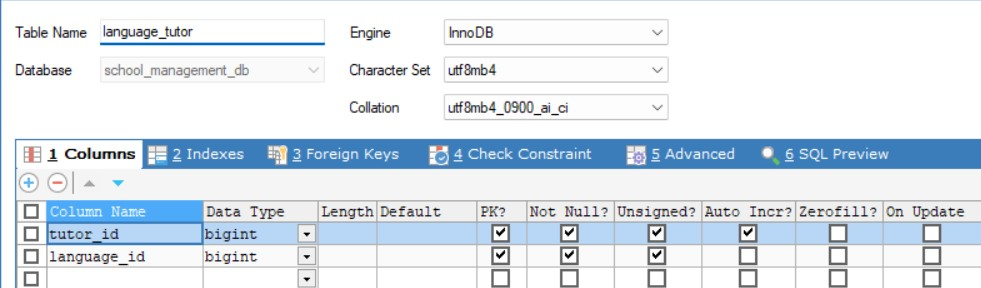 Table Name language_tutor Engine InnoDB
Database school_management_db Character Set utf8mb4
Collation utf8mb4_0900_ai_ci
1 Columns 2 Indexes 3 Foreign Keys 4 Check Constraint 5 Advanced 6 SQL Preview
Column Name Data Type Length Default PK? Not Null? Unsigned? Auto Incr? Zerofill? On Update
tutor_id bigint
language_id bigint